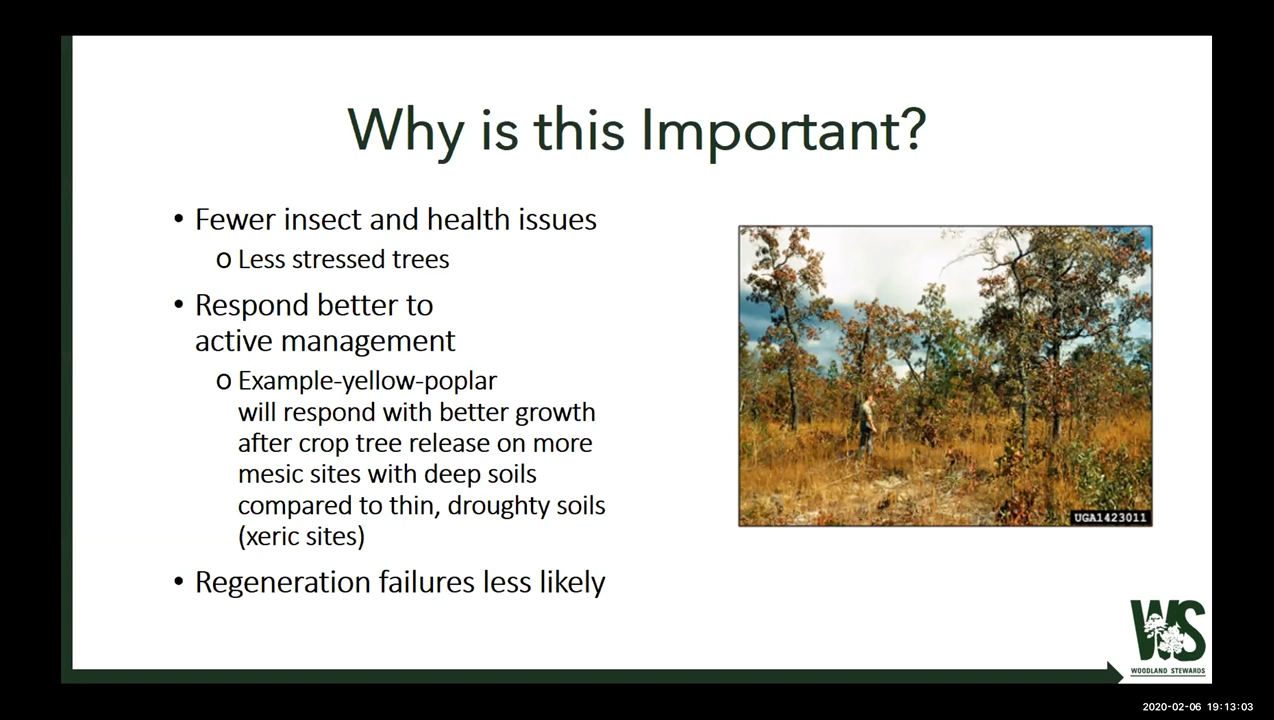 Why is this Important?
• Fewer insect and health issues
o Less stressed trees
• Respond better to
active management
o Example-yellow-poplar
will respond with better growth
after crop tree release on more
mesic sites with deep soils
compared to thin, droughty soils
(xeric sites)
• Regeneration failures less likely
UGA1423011
WS
WOODLAND STEWARDS
2020-02-06 19:13:03